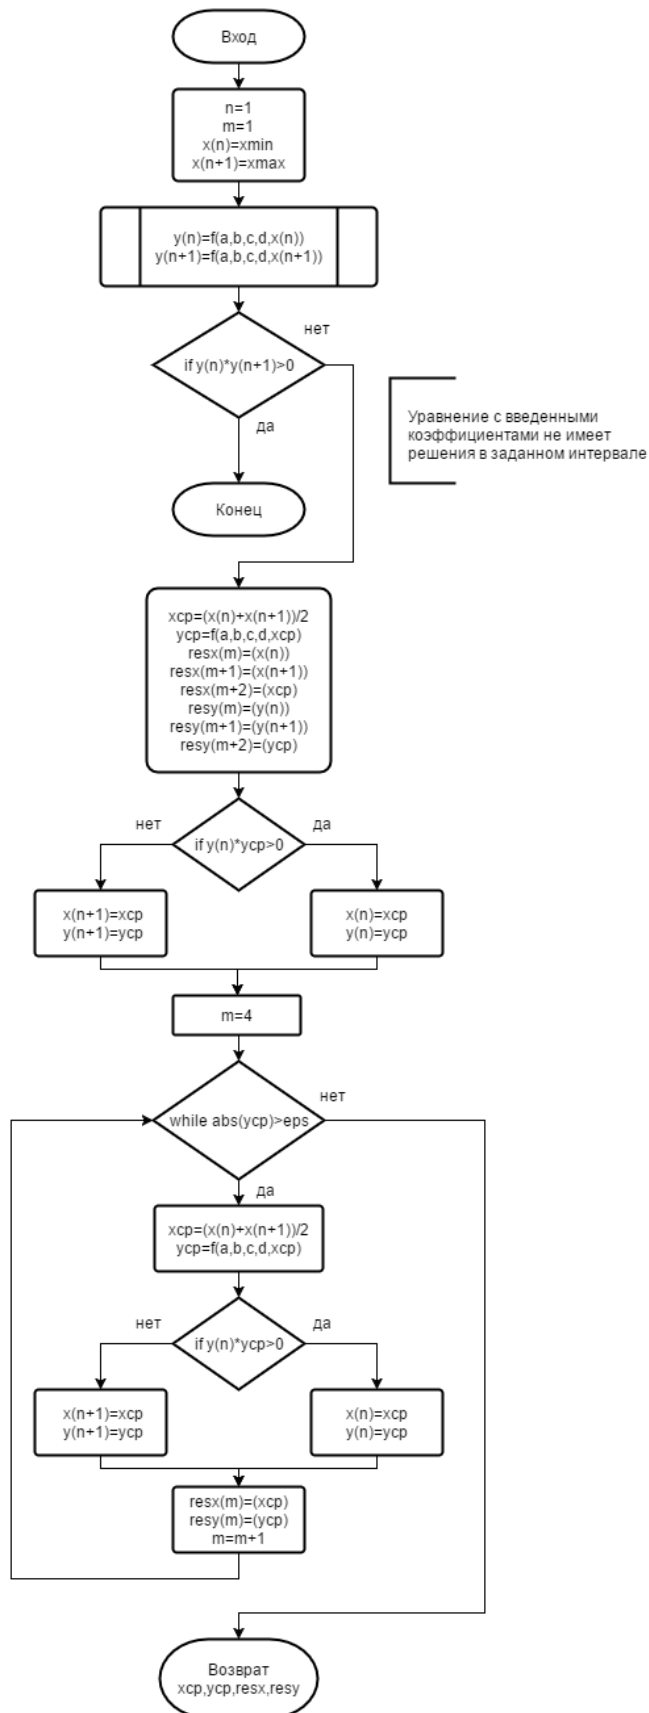 Вход
n=1
m=1
x(n)=xmin
x(n+1)=xmax
y(n)=f(a,b,c,d,x(n))
y(n+1)=f(a,b,c,d,x(n+1))
нет
if y(n)*y(n+1)>0
да
Уравнение с введенными
коэффициентами не имеет
решения в заданном интервале
Конец
xcp=(x(n)+x(n+1))/2
ycp=f(a,b,c,d,xcp)
resx(m)=(x(n))
resx(m+1)=(x(n+1))
resx(m+2)=(xcp)
resy(m)=(y(n))
resy(m+1)=(y(n+1))
resy(m+2)=(ycp)
нет
да
if y(n)*ycp>0
x(n+1)=xcp
y(n+1)=ycp
x(n)=xcp
y(n)=ycp
m=4
нет
while abs(ycp)>eps
да
xcp=(x(n)+x(n+1))/2
ycp=f(a,b,c,d,xcp)
нет
да
if y(n)*ycp>0
x(n+1)=xcp
y(n+1)=ycp
x(n)=xcp
y(n)=ycp
resx(m)=(xcp)
resy(m)=(ycp)
m=m+1
Возврат
xcp,ycp,resx,resy